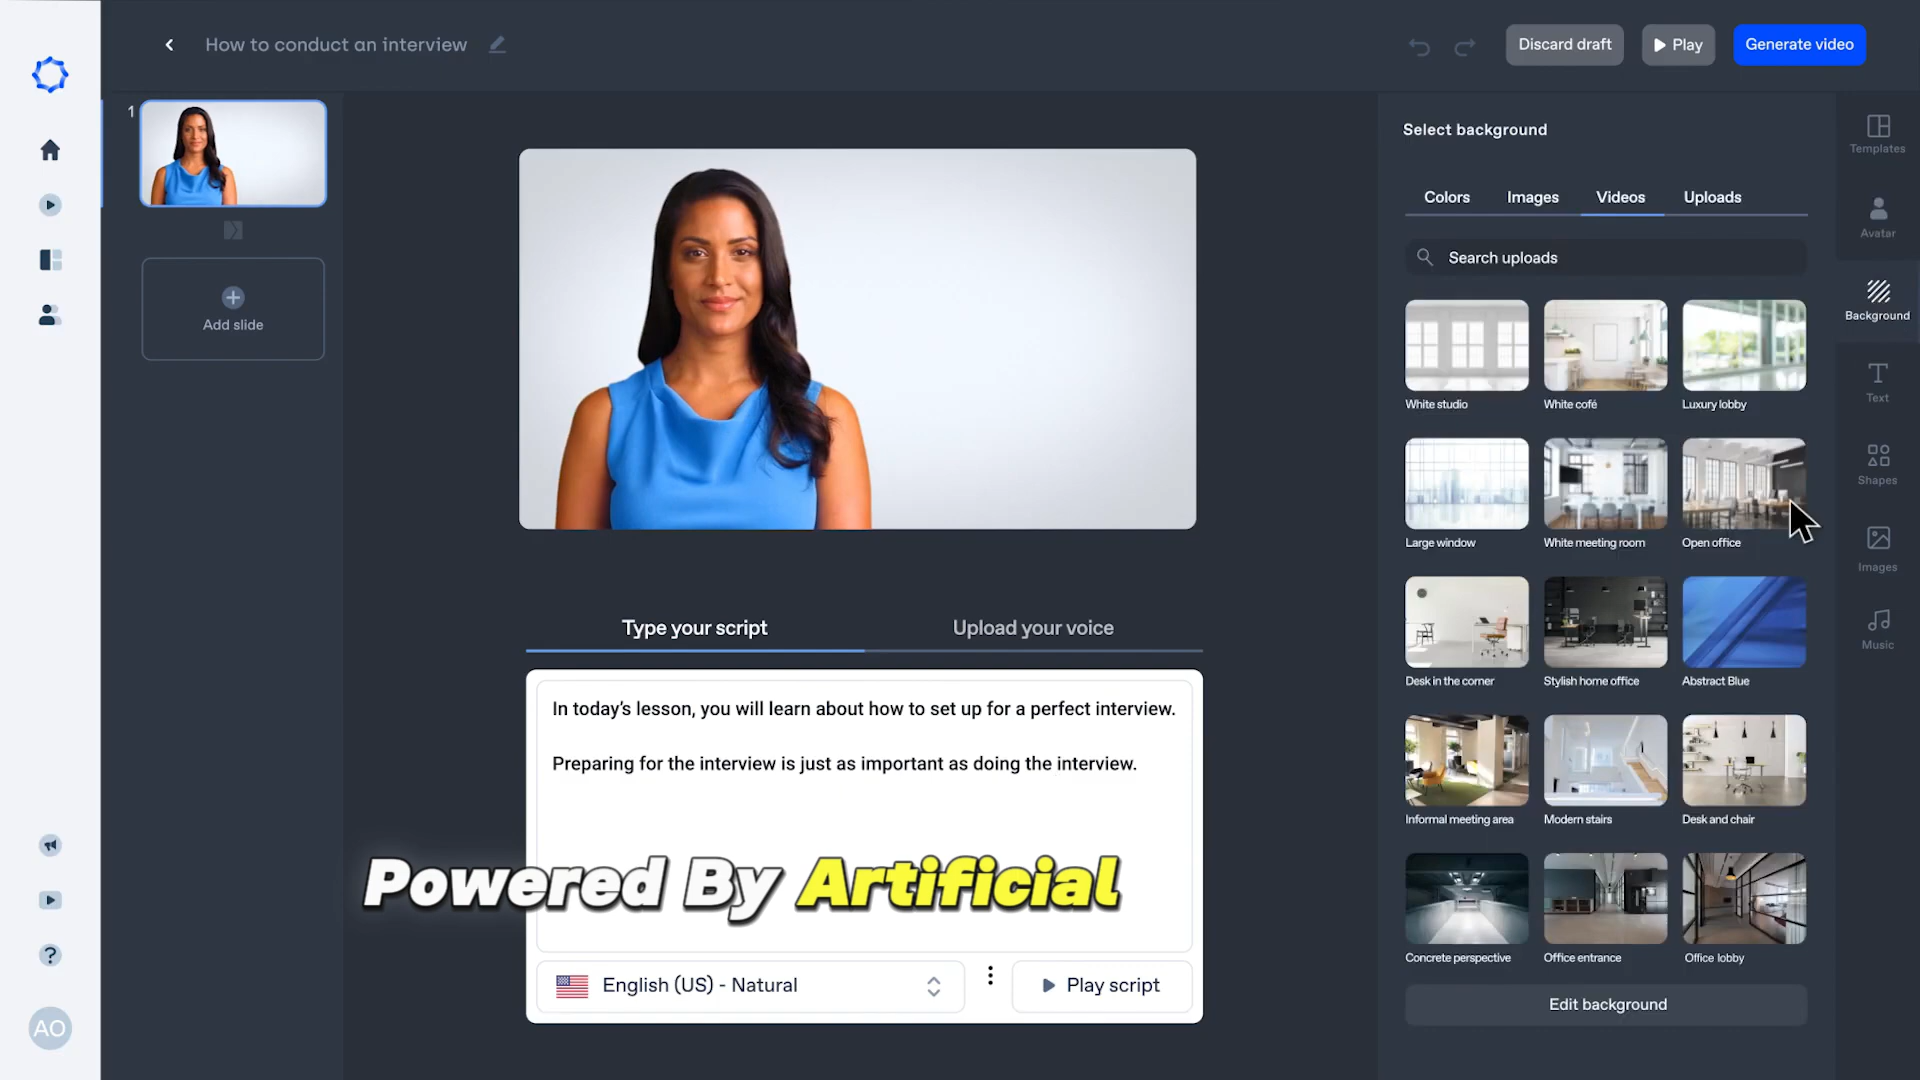 How to conduct an interview
Discard draft
Play
Generate video
1
Add slide
Type your script
Upload your voice
In today's lesson, you will learn about how to set up for a perfect interview.
Preparing for the interview is just as important as doing the interview.
Powered By Artificial
English (US) - Natural
Play script
Select background
Colors
Images
Videos
Uploads
Search uploads
White studio
White cofé
Luxury lobby
Large window
White meeting room
Open office
Desk in the corner
Stylish home office
Abstract Blue
Informal meeting area
Modern stairs
Desk and chair
Concrete perspective
Office entrance
Office lobby
Edit background
Templates
Avatar
Background
Text
Shapes
Images
Music
?
AO